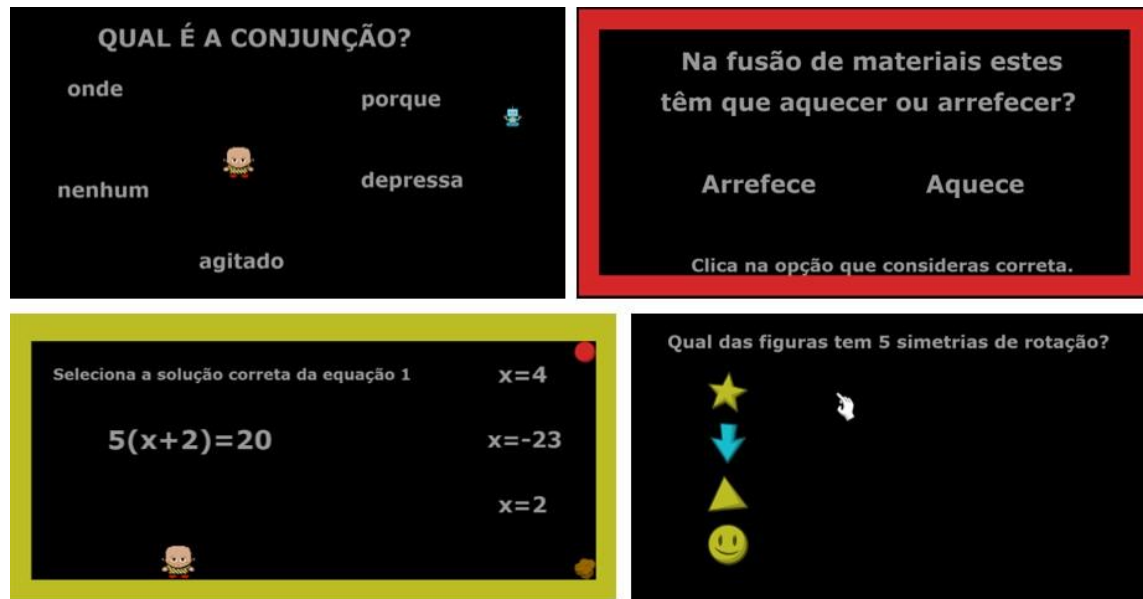 QUAL É A CONJUNÇÃO?
onde
porque
nenhum
depressa
agitado
Na fusão de materiais estes
têm que aquecer ou arrefecer?
Arrefece
Aquece
Clica na opção que consideras correta.
Seleciona a solução correta da equação 1
x=4
5(x+2)=20
x=-23
x=2
Qual das figuras tem 5 simetrias de rotação?